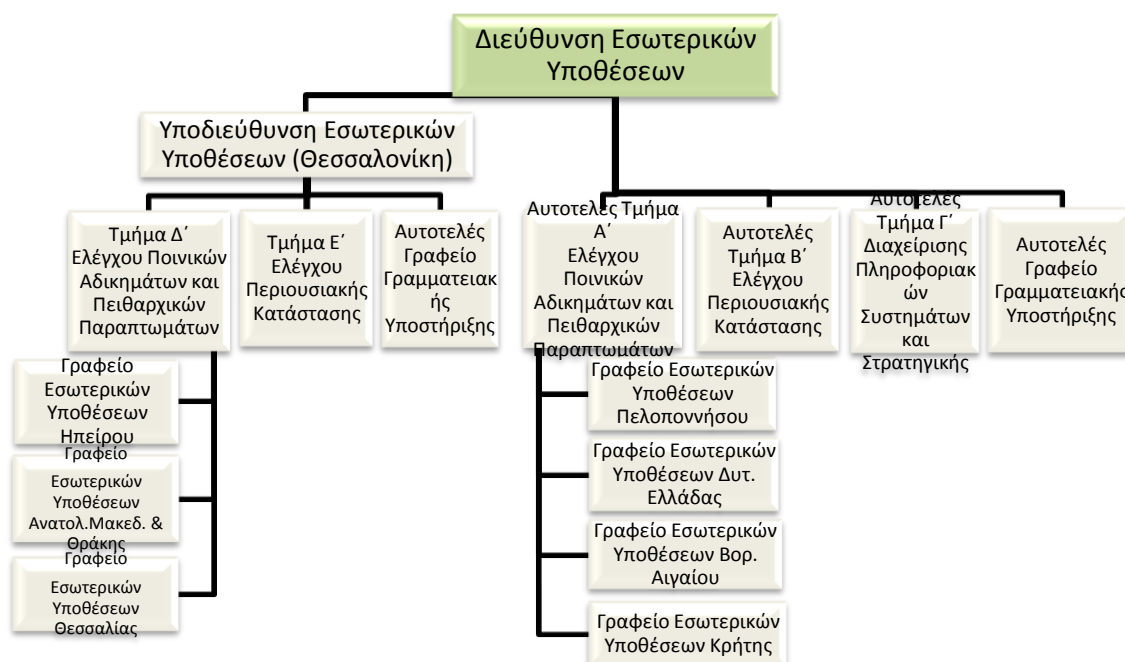 Διεύθυνση Εσωτερικών
Υποθέσεων
Υποδιεύθυνση Εσωτερικών
Υποθέσεων (Θεσσαλονίκη)
Τμήμα Δ΄
Ελέγχου Ποινικών
Αδικημάτων και
Πειθαρχικών
Παραπτωμάτων
Τμήμα Ε΄
Ελέγχου
Περιουσιακής
Κατάστασης
Αυτοτελές
Γραφείο
Γραμματειακ
ής
Υποστήριξης
Αυτοτελές Τμήμα
Α΄
Ελέγχου
Ποινικών
Αδικημάτων και
Πειθαρχικών
Παραπτωμάτων
Αυτοτελές
Τμήμα Β΄
Ελέγχου
Περιουσιακής
Κατάστασης
Αυτοτελές
Τμήμα Γ΄
Διαχείρισης
Πληροφοριακ
ών
Συστημάτων
και
Στρατηγικής
Αυτοτελές
Γραφείο
Γραμματειακής
Υποστήριξης
Γραφείο
Εσωτερικών
Υποθέσεων
Ηπείρου
Γραφείο
Εσωτερικών
Υποθέσεων
Ανατολ.Μακεδ. &
Θράκης
Γραφείο
Εσωτερικών
Υποθέσεων
Θεσσαλίας
Γραφείο Εσωτερικών
Υποθέσεων
Πελοποννήσου
Γραφείο Εσωτερικών
Υποθέσεων Δυτ.
Ελλάδας
Γραφείο Εσωτερικών
Υποθέσεων Βορ.
Αιγαίου
Γραφείο Εσωτερικών
Υποθέσεων Κρήτης